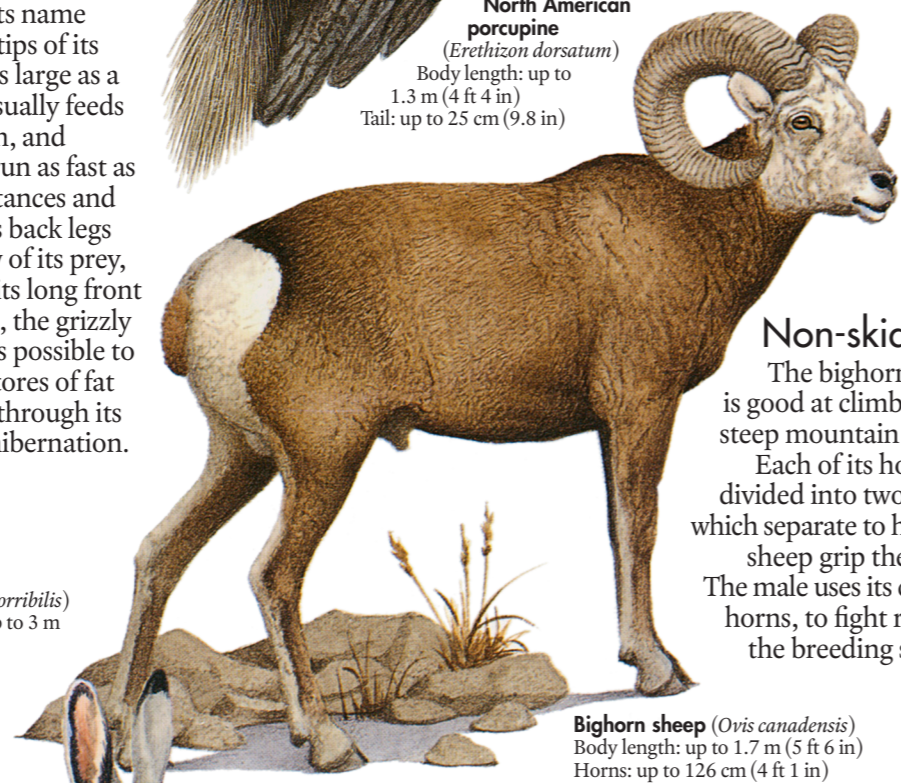 ts name
tips of its
s large as a
sually feeds
n, and
un as fast as
tances and
s back legs
of its prey,
its long front
, the grizzly
s possible to
tores of fat
through its
ibernation.
orribilis)
to 3 m
North American
porcupine
(Erethizon dorsatum)
Body length: up to
1.3 m (4 ft 4 in)
Tail: up to 25 cm (9.8 in)
Non-skid
The bighorn
is good at climb
steep mountain
Each of its ho
divided into two
which separate to h
sheep grip the
The male uses its
horns, to fight r
the breeding s
Bighorn sheep (Ovis canadensis)
Body length: up to 1.7 m (5 ft 6 in)
Horns: up to 126 cm (4 ft 1 in)